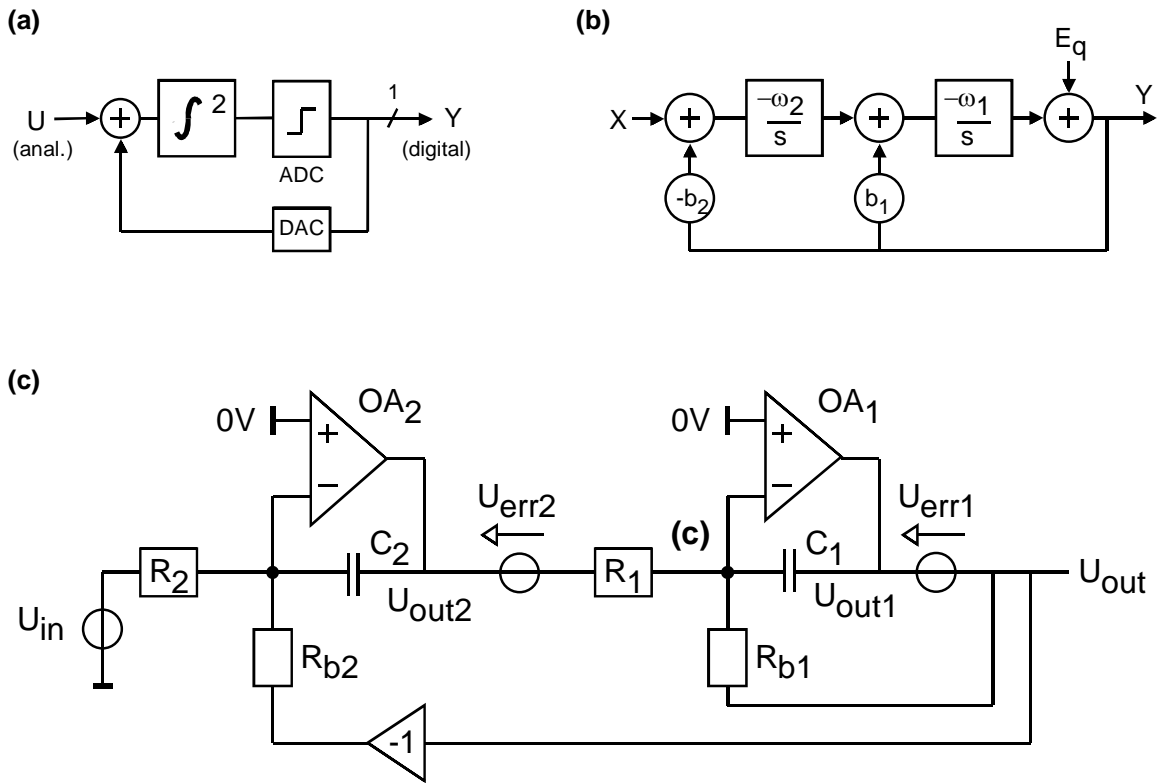 (a)
U
(anal.)
+
∫ 2
ADC
DAC
1
Y
(digital)
(b)
X
+
−ω2
s
+
−ω1
s
Eq
+
Y
-b2
b1
(c)
0V
+
−
OA2
Uin
R2
C2
Uout2
Rb2
Uerr2
R1
(c)
0V
+
−
OA1
C1
Uout1
Rb1
Uerr1
Uout
-1